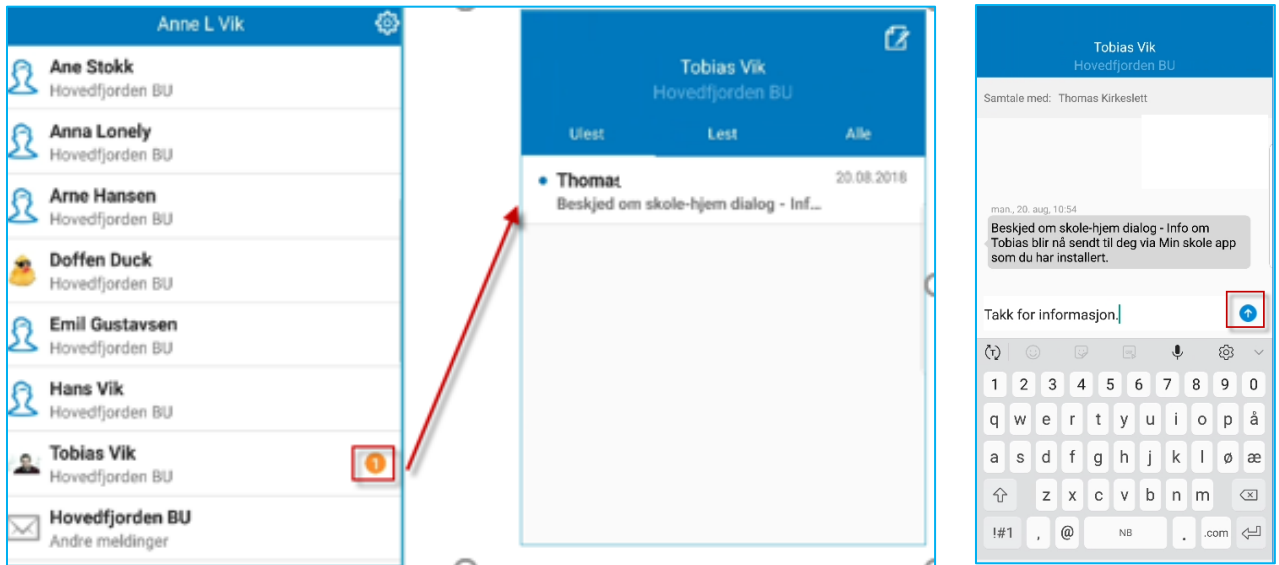 Anne L Vik
Ane Stokk
Hovedfjorden BU
Anna Lonely
Hovedfjorden BU
Arne Hansen
Hovedfjorden BU
Doffen Duck
Hovedfjorden BU
Emil Gustavsen
Hovedfjorden BU
Hans Vik
Hovedfjorden BU
Tobias Vik
Hovedfjorden BU
1
Hovedfjorden BU
Andre meldinger
Tobias Vik
Hovedfjorden BU
Ulest Lest Alle
Thomas 20.08.2018
Beskjed om skole-hjem dialog - Inf...
Tobias Vik
Hovedfjorden BU
Samtale med: Thomas Kirkeslett
man., 20. aug, 10:54
Beskjed om skole-hjem dialog - Info om
Tobias blir nå sendt til deg via Min skole app
som du har installert.
Takk for informasjon.
1 2 3 4 5 6 7 8 9 0
q w e r t y u i o p å
a s d f g h j k l ø æ
z x c v b n m
!#1 , @ NB . .com